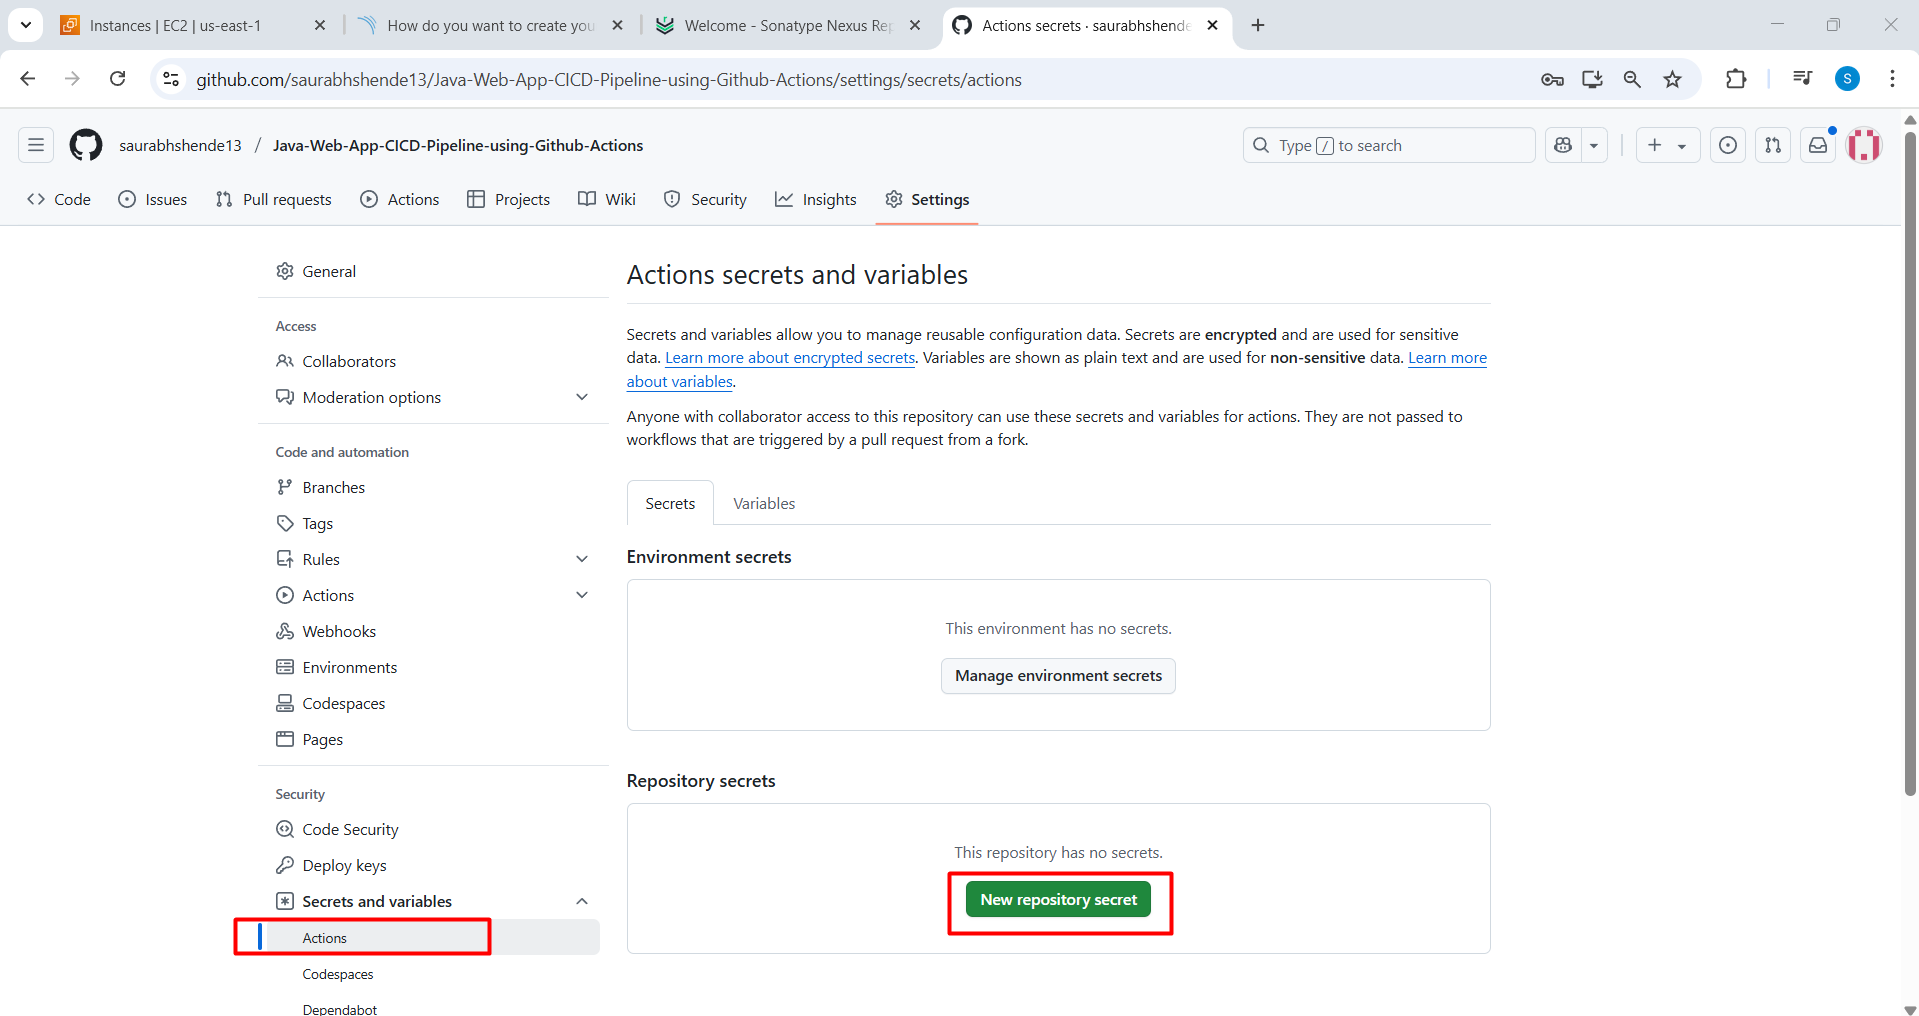 Instances | EC2 | us-east-1
How do you want to create you
Welcome - Sonatype Nexus Rep
Actions secrets · saurabhshende
github.com/saurabhshende13/Java-Web-App-CICD-Pipeline-using-Github-Actions/settings/secrets/actions
S
saurabhshende13 / Java-Web-App-CICD-Pipeline-using-Github-Actions
Type / to search
Code
Issues
Pull requests
Actions
Projects
Wiki
Security
Insights
Settings
General
Access
Collaborators
Moderation options
Code and automation
Branches
Tags
Rules
Actions
Webhooks
Environments
Codespaces
Pages
Security
Code Security
Deploy keys
Secrets and variables
Actions
Codespaces
Dependabot
Actions secrets and variables
Secrets and variables allow you to manage reusable configuration data. Secrets are encrypted and are used for sensitive
data. Learn more about encrypted secrets. Variables are shown as plain text and are used for non-sensitive data. Learn more
about variables.
Anyone with collaborator access to this repository can use these secrets and variables for actions. They are not passed to
workflows that are triggered by a pull request from a fork.
Secrets
Variables
Environment secrets
This environment has no secrets.
Manage environment secrets
Repository secrets
This repository has no secrets.
New repository secret